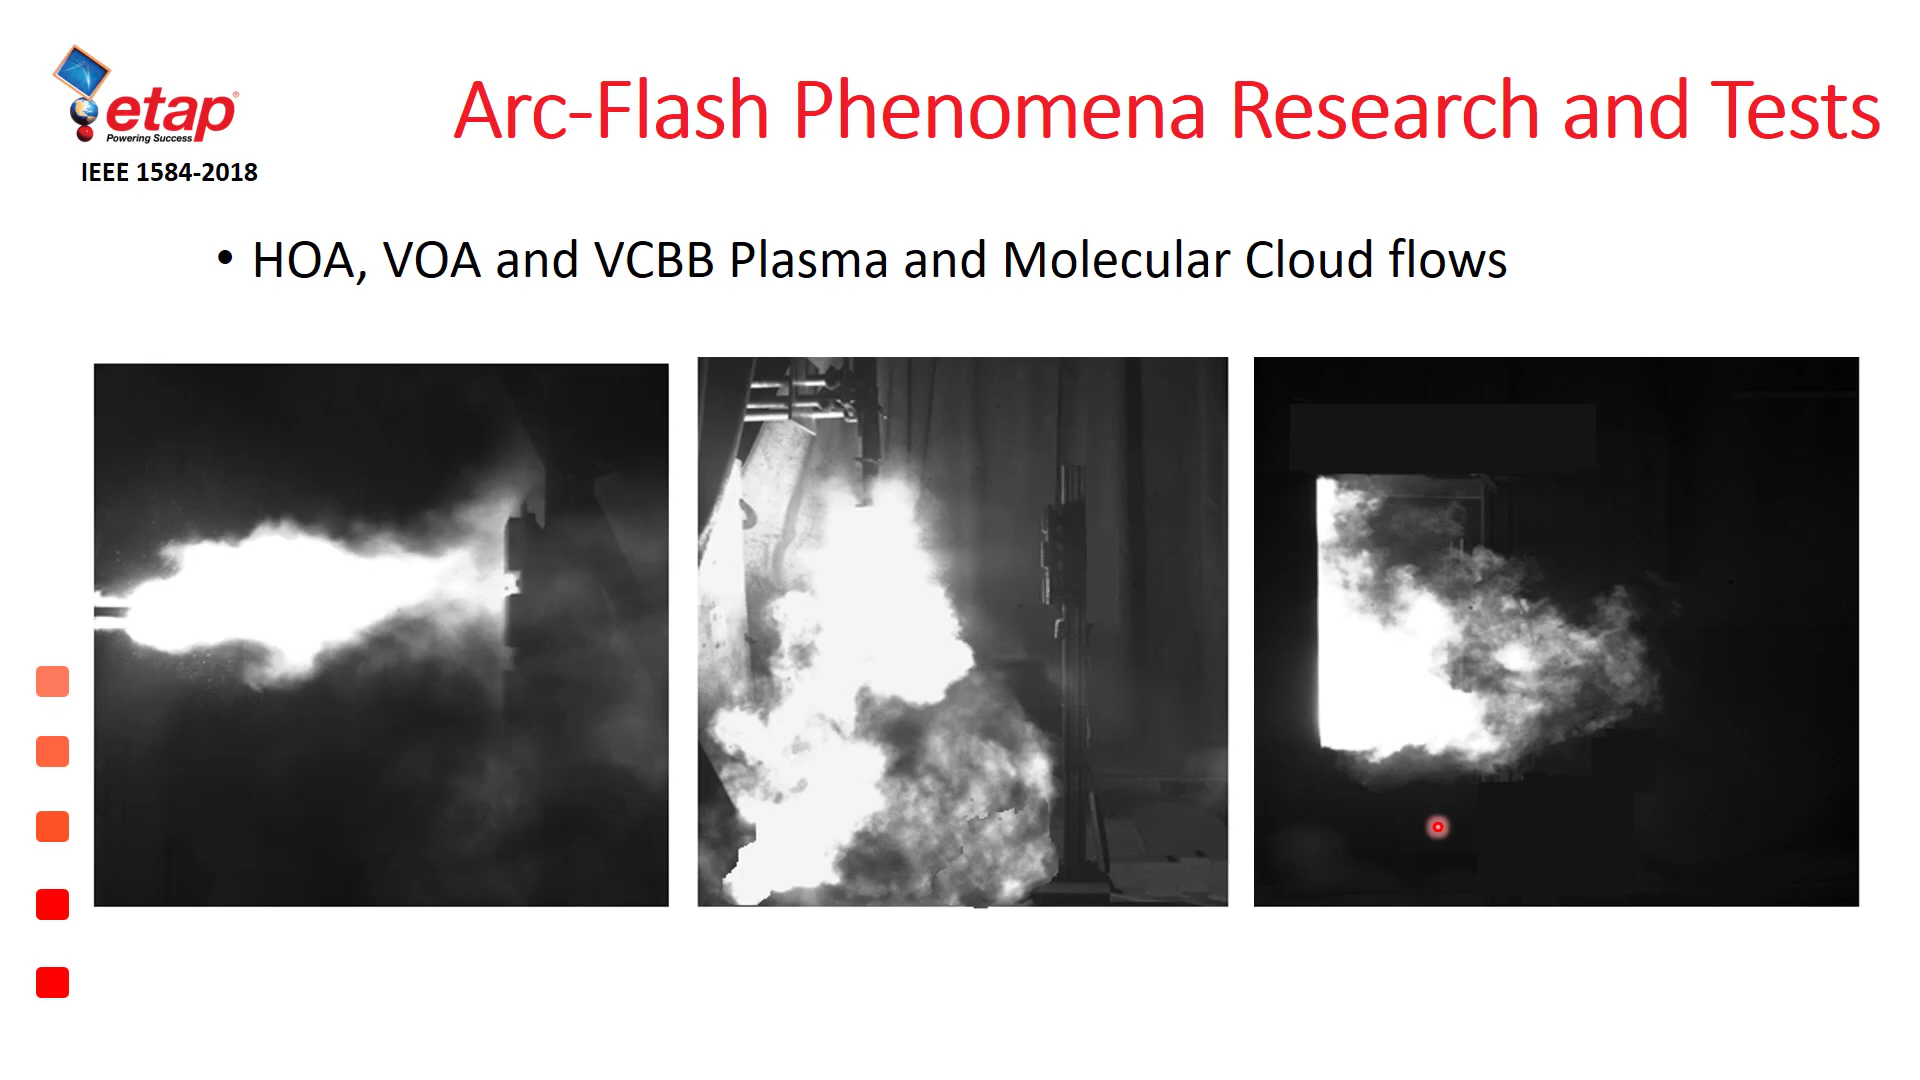 etap®
Powering Success
IEEE 1584-2018
Arc-Flash Phenomena Research and Tests
• HOA, VOA and VCBB Plasma and Molecular Cloud flows